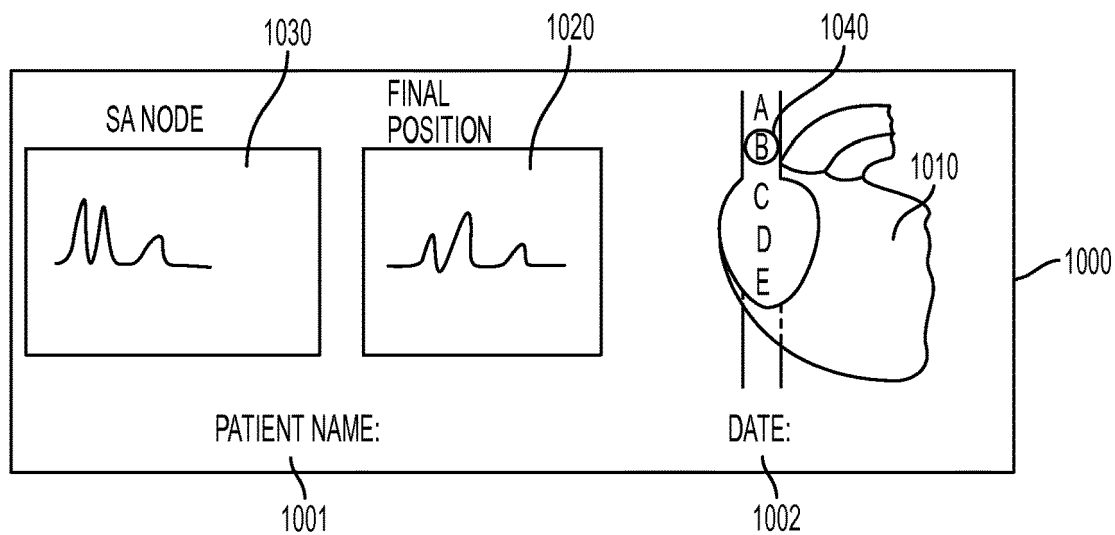 1030
1020
1040
SA NODE
FINAL
POSITION
A
B
C
D
E
1010
1000
PATIENT NAME:
DATE:
1001
1002